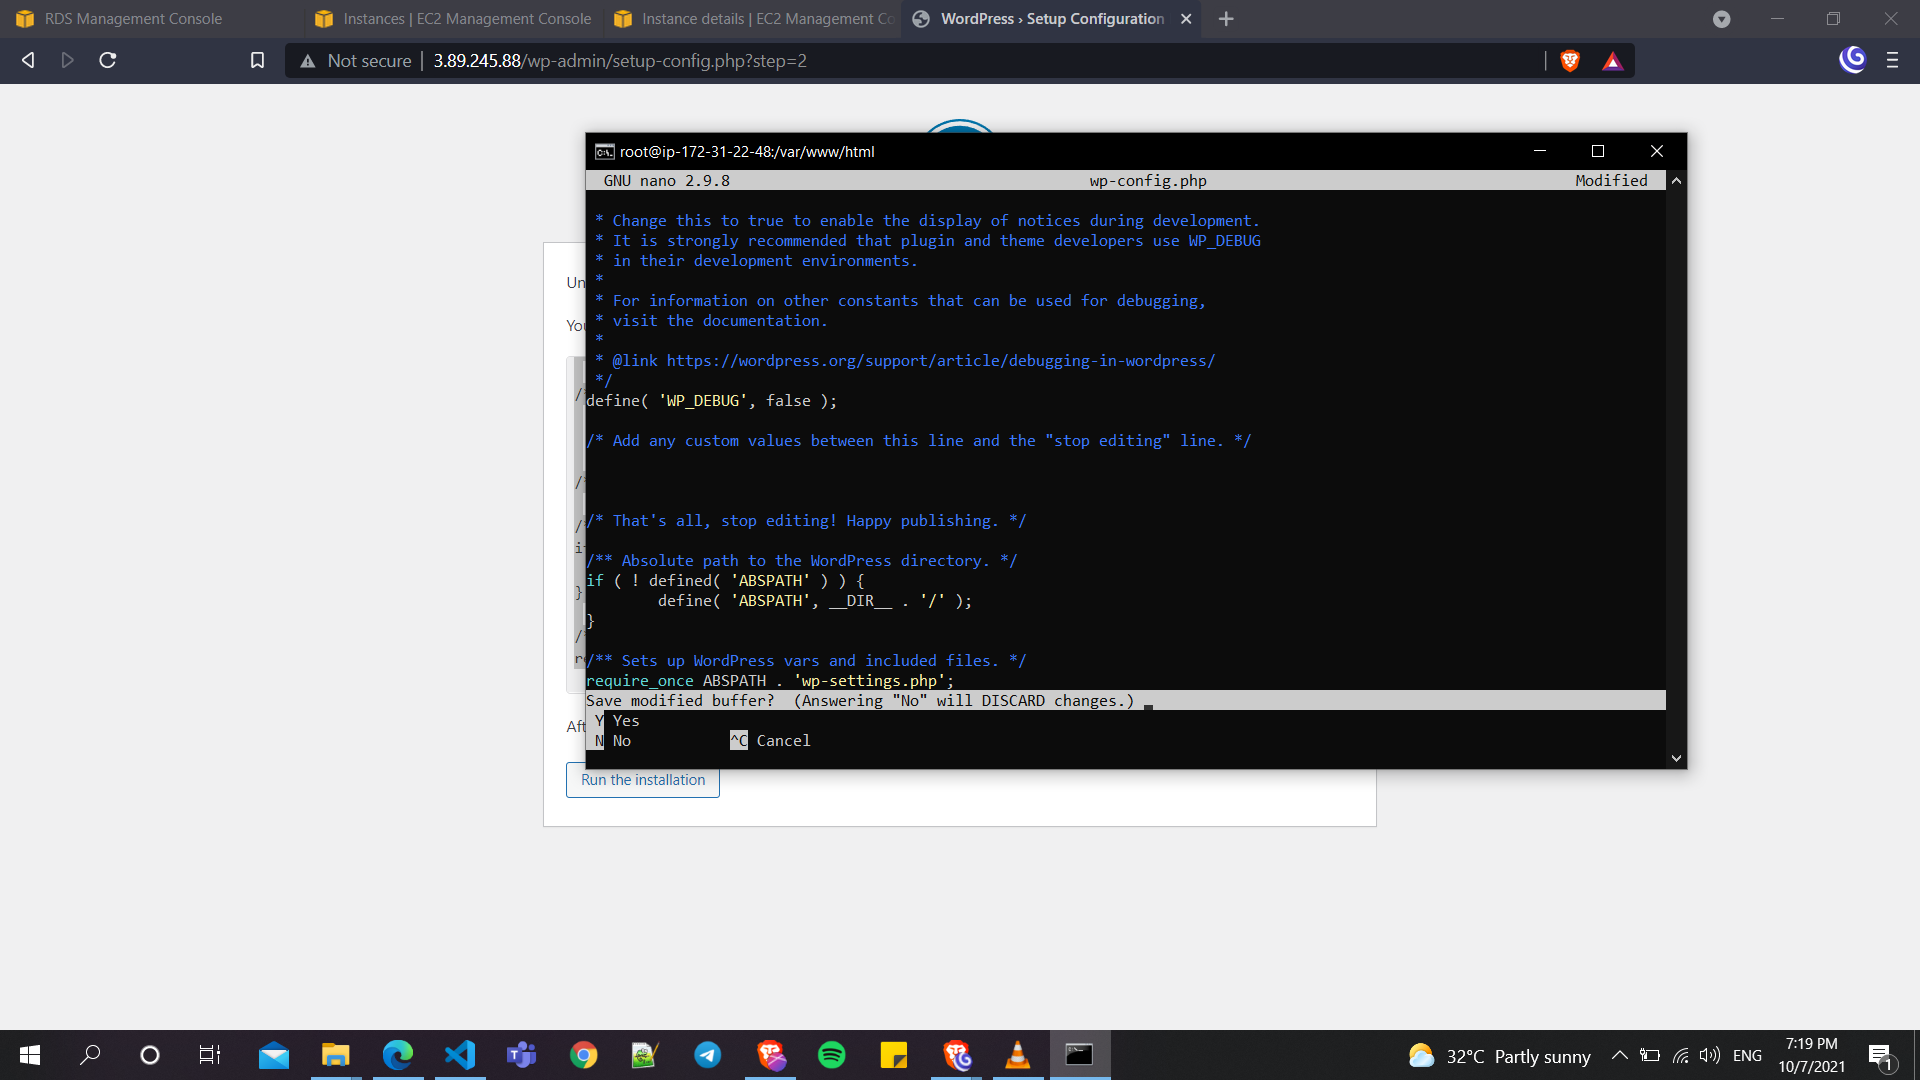 RDS Management Console
Instances | EC2 Management Console
Instance details | EC2 Management Co
WordPress › Setup Configuration
Not secure
3.89.245.88/wp-admin/setup-config.php?step=2
root@ip-172-31-22-48:/var/www/html
GNU nano 2.9.8 wp-config.php Modified
* Change this to true to enable the display of notices during development.
* It is strongly recommended that plugin and theme developers use WP_DEBUG
* in their development environments.
*
* For information on other constants that can be used for debugging,
* visit the documentation.
*
* @link https://wordpress.org/support/article/debugging-in-wordpress/
*/
define( 'WP_DEBUG', false );
/* Add any custom values between this line and the "stop editing" line. */
/* That's all, stop editing! Happy publishing. */
/** Absolute path to the WordPress directory. */
if ( ! defined( 'ABSPATH' ) ) {
define( 'ABSPATH', __DIR__ . '/' );
}
/** Sets up WordPress vars and included files. */
require_once ABSPATH . 'wp-settings.php';
Save modified buffer?  (Answering "No" will DISCARD changes.)
Y Yes
N No ^C Cancel
Run the installation
32°C Partly sunny
ENG
7:19 PM
10/7/2021
1